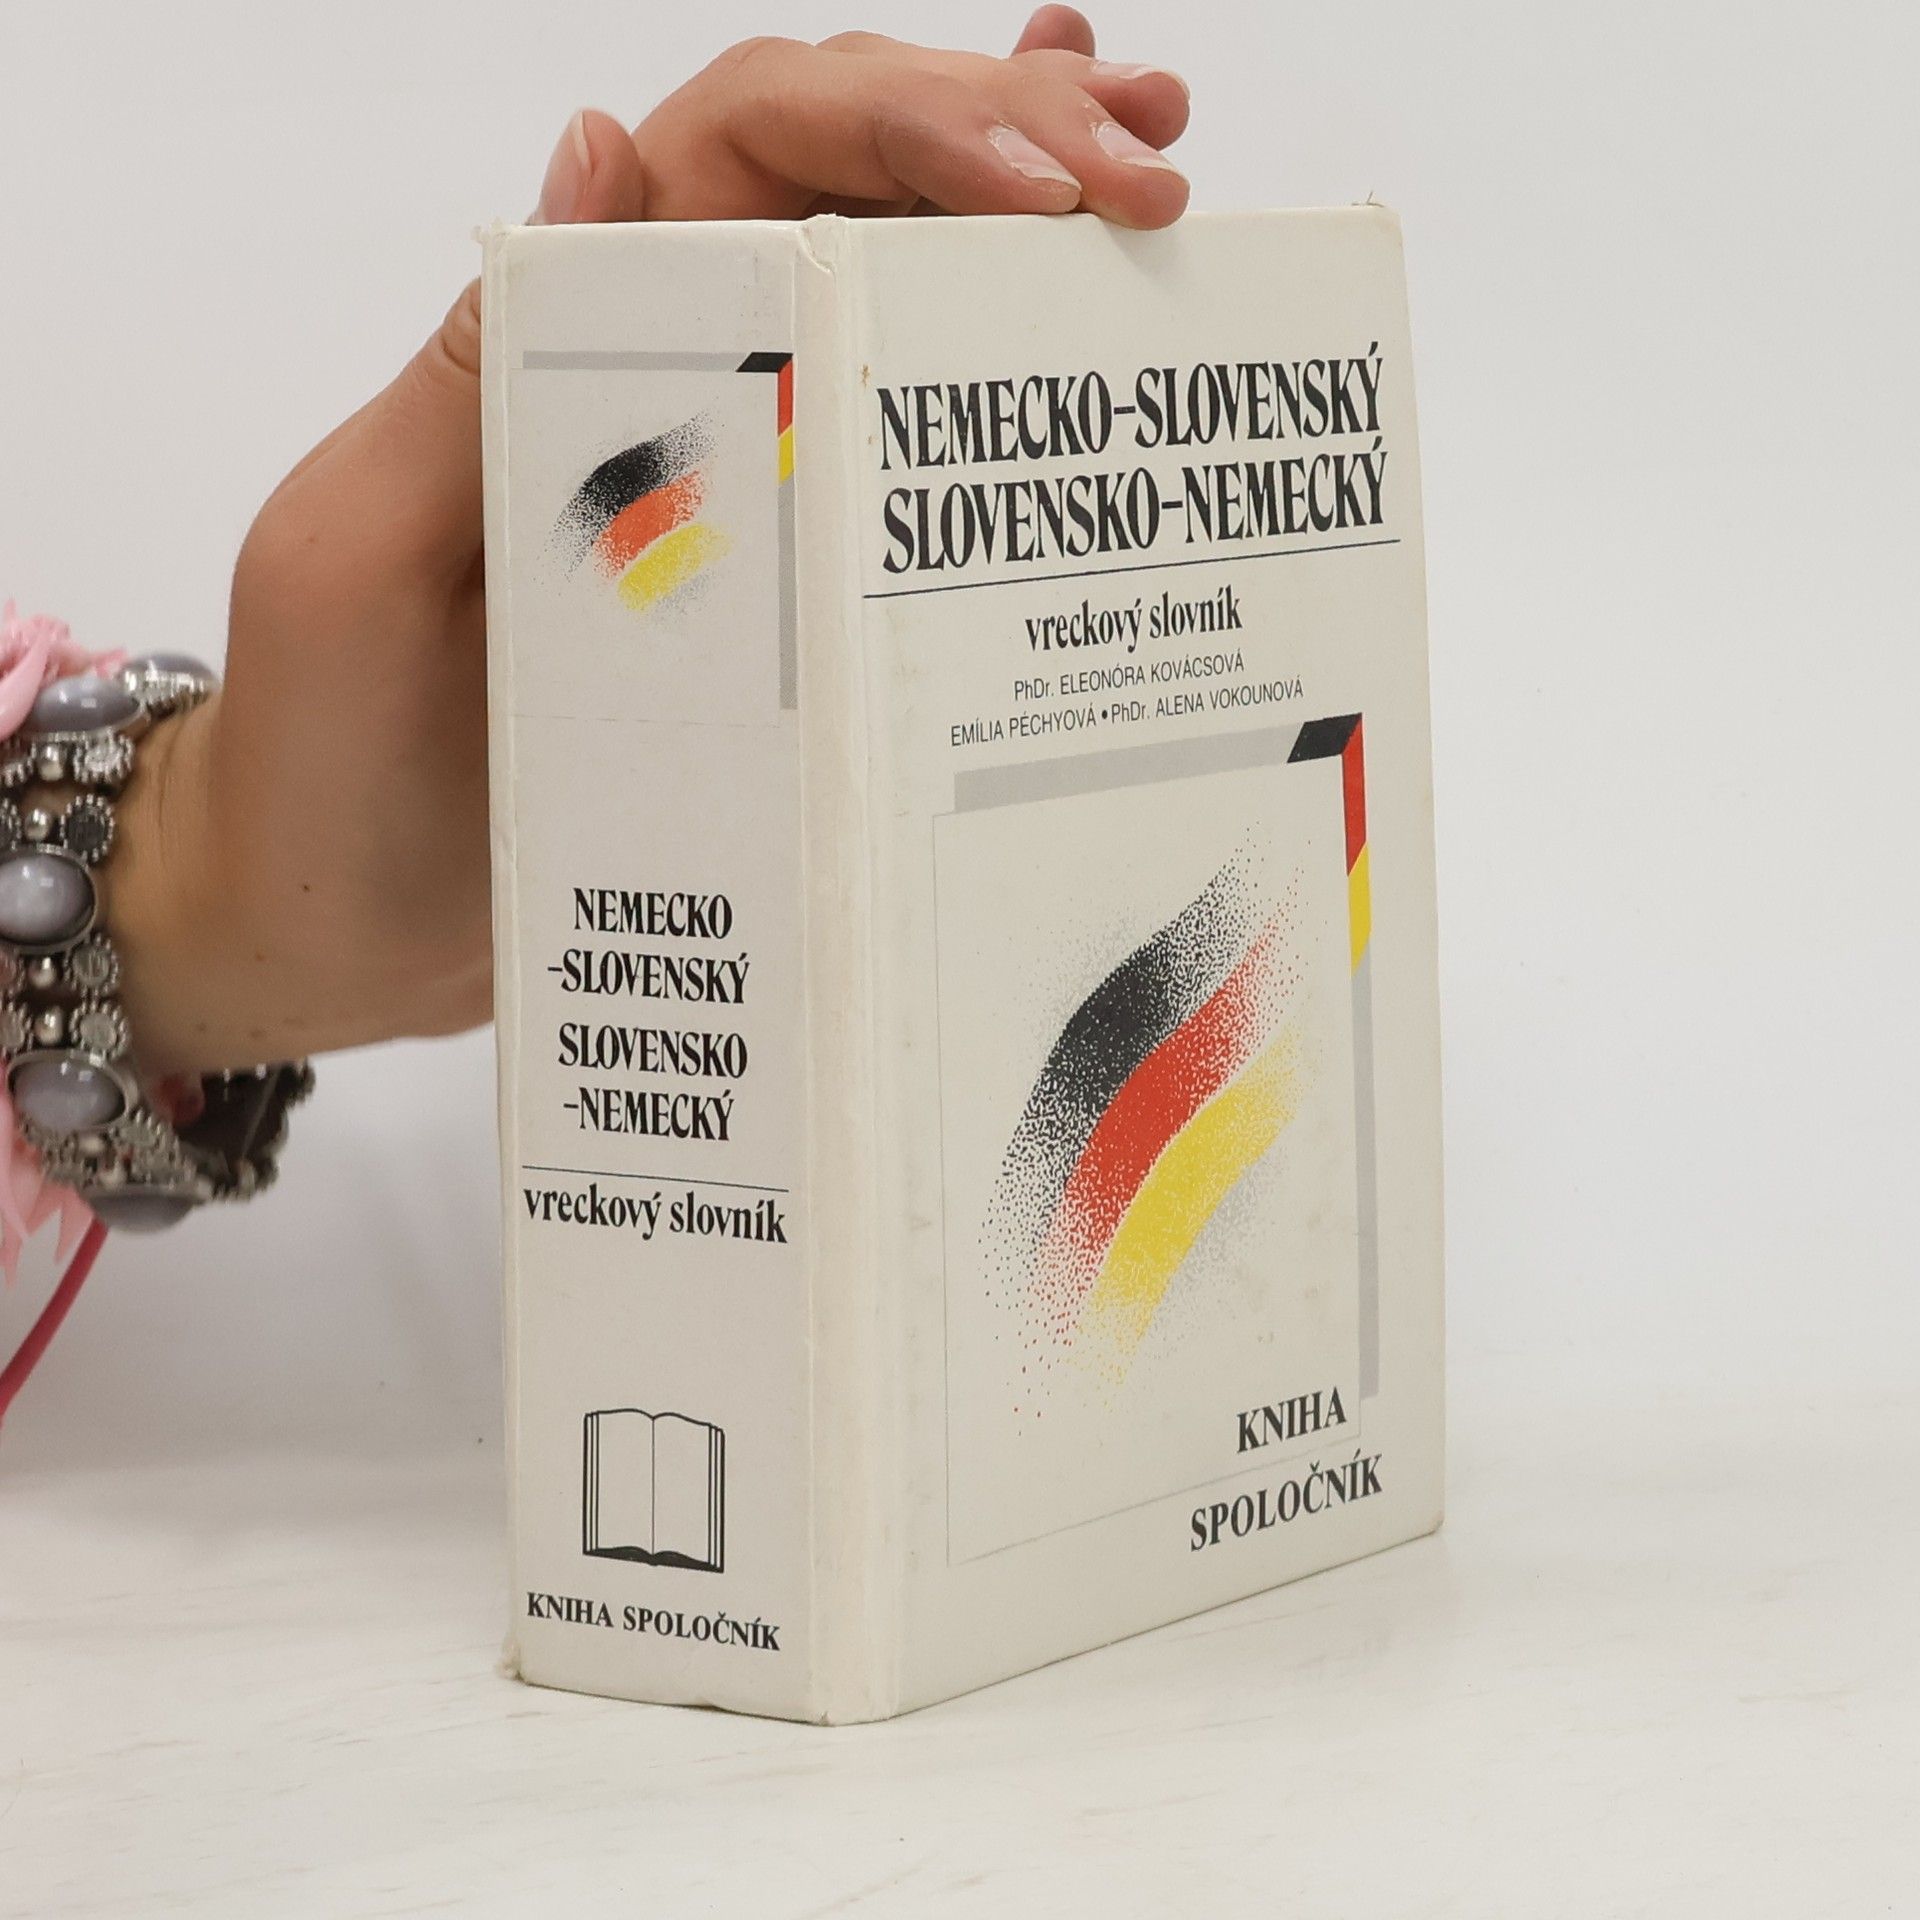 NEMECKO
-SLOVENSKÝ
SLOVENSKO
-NEMECKÝ
vreckový slovník
KNIHA SPOLOČNÍK
NEMECKO-SLOVENSKÝ
SLOVENSKO-NEMECKÝ
vreckový slovník
PhDr. ELEONÓRA KOVÁCSOVÁ
EMÍLIA PÉCHYOVÁ • PhDr. ALENA VOKOUNOVÁ
KNIHA
SPOLOČNÍK